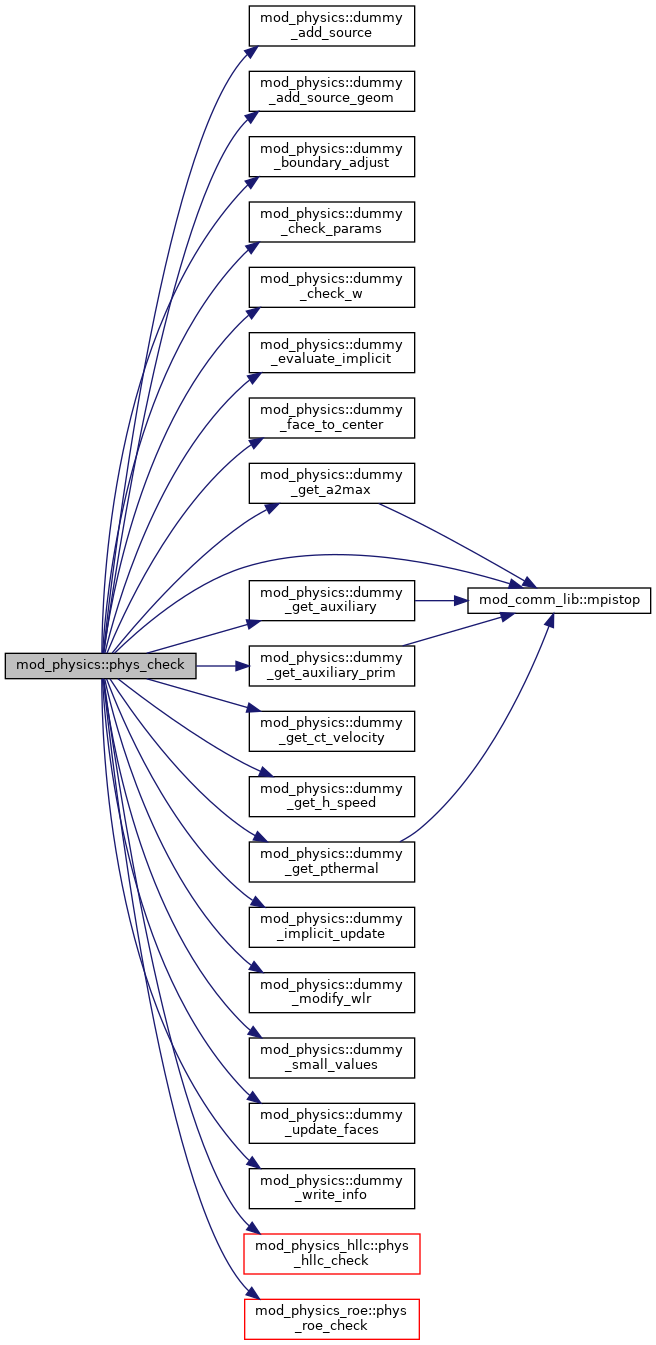 mod_physics::dummy
_add_source
mod_physics::dummy
_add_source_geom
mod_physics::dummy
_boundary_adjust
mod_physics::dummy
_check_params
mod_physics::dummy
_check_w
mod_physics::dummy
_evaluate_implicit
mod_physics::dummy
_face_to_center
mod_physics::dummy
_get_a2max
mod_physics::dummy
_get_auxiliary
mod_comm_lib::mpistop
mod_physics::phys_check
mod_physics::dummy
_get_auxiliary_prim
mod_physics::dummy
_get_ct_velocity
mod_physics::dummy
_get_h_speed
mod_physics::dummy
_get_pthermal
mod_physics::dummy
_implicit_update
mod_physics::dummy
_modify_wlr
mod_physics::dummy
_small_values
mod_physics::dummy
_update_faces
mod_physics::dummy
_write_info
mod_physics_hllc::phys
_hllc_check
mod_physics_roe::phys
_roe_check